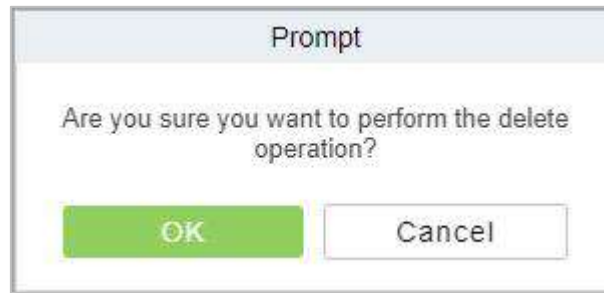 Prompt
Are you sure you want to perform the delete
operation?
OK
Cancel